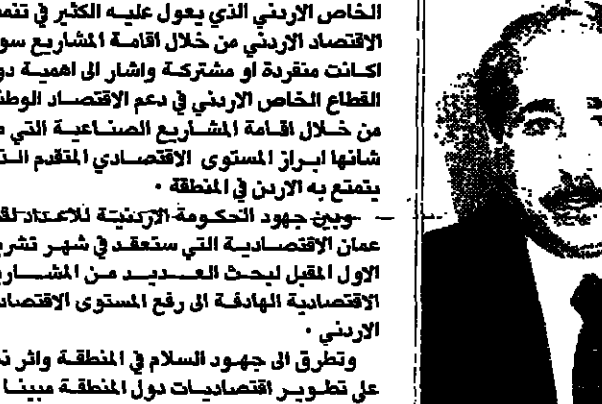 الخاص الاردني الذي يعول عليه الكثير في تنم
الاقتصاد الاردني من خلال اقامة المشاريع سو
اكانت منفردة او مشتركة واشار الى اهمية دو
القطاع الخاص الاردني في دعم الاقتصاد الوطن
من خلال اقامة المشاريع الصناعية التي م
شانها ابراز المستوى الاقتصادي المتقدم الذ
يتمتع به الاردن في المنطقة .
وبين جهود الحكومة الاردنية للاعداد لق
عمان الاقتصادية التي ستعقد في شهر تشر
الاول المقبل لبحث العديد من المشار
الاقتصادية الهادفة الى رفع المستوى الاقتصاد
الاردني .
وتطرق الى جهود السلام في المنطقة واثر ذ
على تطوير اقتصاديات دول المنطقة مبينا